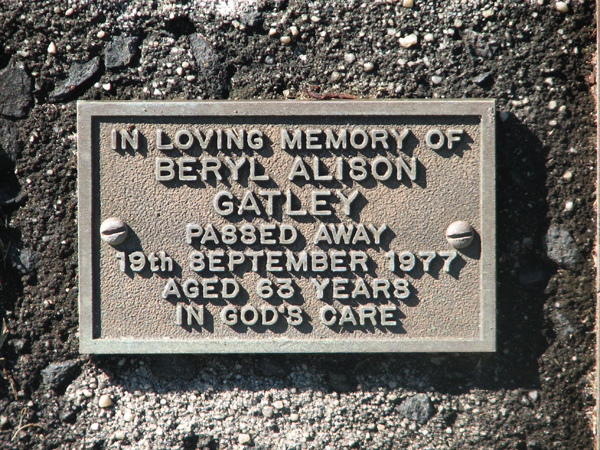 IN LOVING MEMORY OF
BERYL ALISON
GATLEY
PASSED AWAY
19th SEPTEMBER 1977
AGED 63 YEARS
IN GOD'S CARE